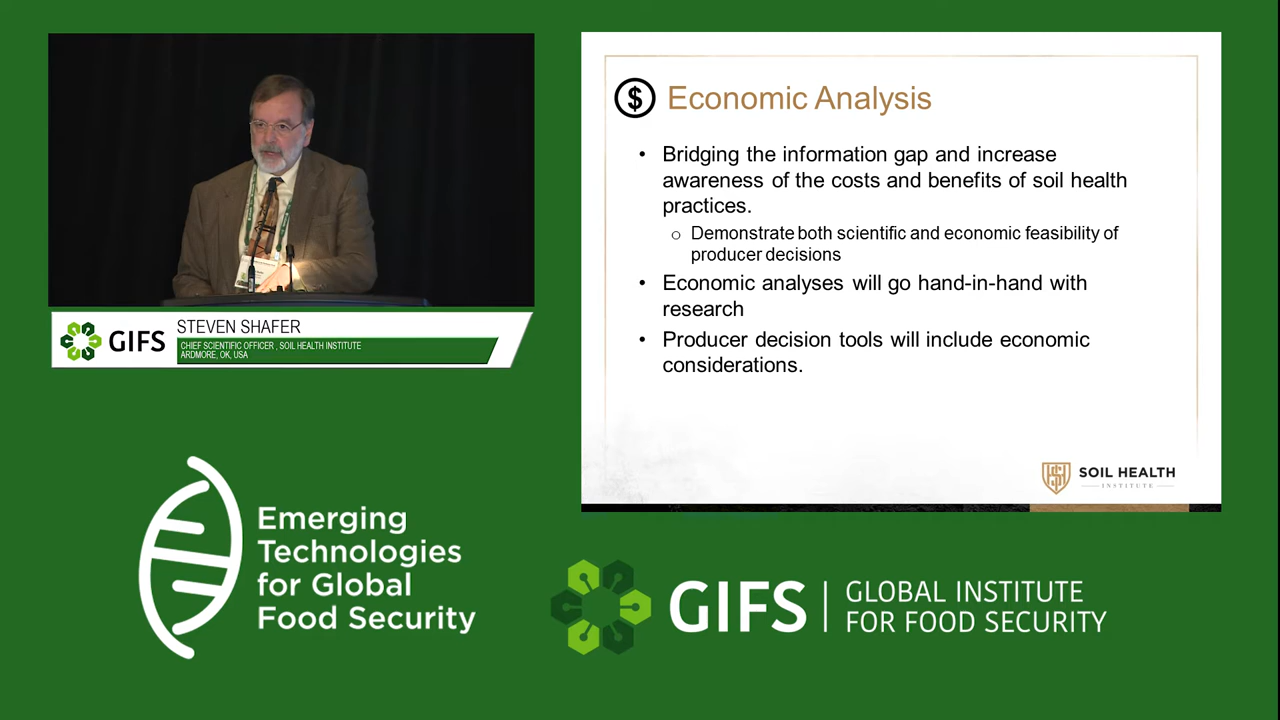 GIFS
STEVEN SHAFER
CHIEF SCIENTIFIC OFFICER , SOIL HEALTH INSTITUTE
ARDMORE, OK, USA
$ Economic Analysis
• Bridging the information gap and increase
awareness of the costs and benefits of soil health
practices.
o Demonstrate both scientific and economic feasibility of
producer decisions
• Economic analyses will go hand-in-hand with
research
• Producer decision tools will include economic
considerations.
SOIL HEALTH
INSTITUTE
Emerging
Technologies
for Global
Food Security
GIFS
GLOBAL INSTITUTE
FOR FOOD SECURITY